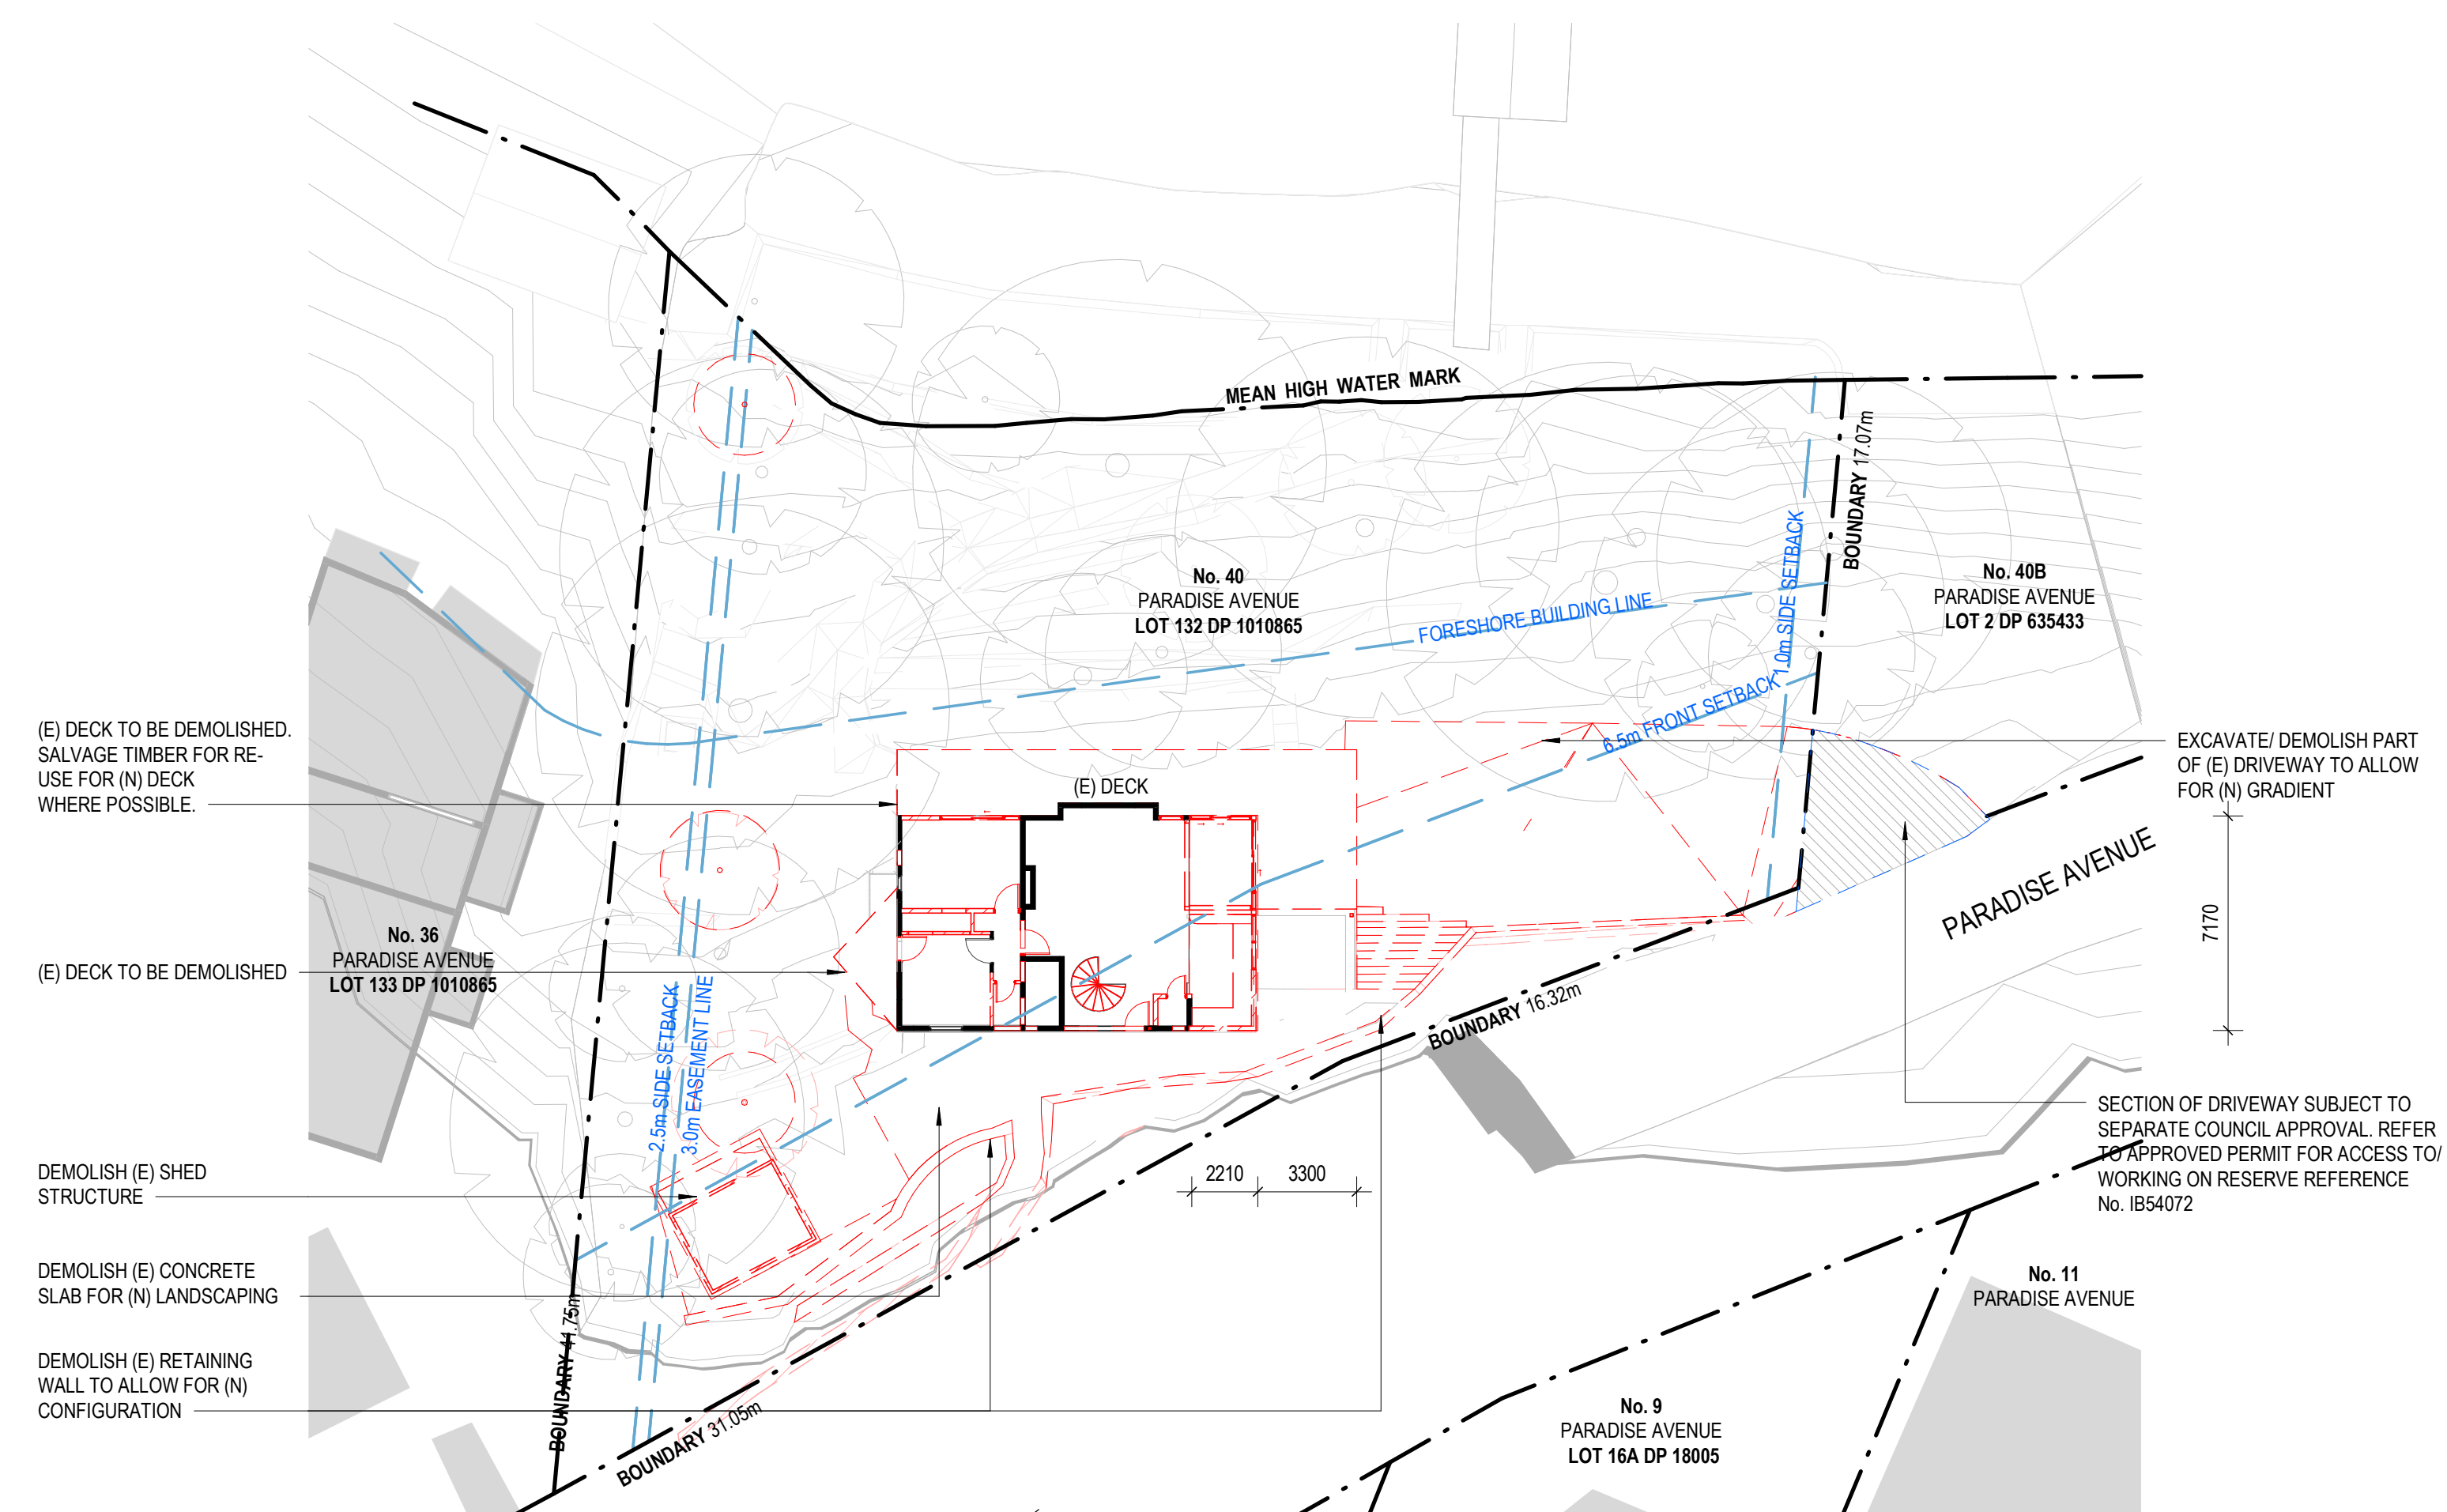 MEAN HIGH WATER MARK
BOUNDARY 17.07m
1.0m SIDE SETBACK
No. 40
PARADISE AVENUE
LOT 132 DP 1010865
No. 40B
PARADISE AVENUE
LOT 2 DP 635433
FORESHORE BUILDING LINE
6.5m FRONT SETBACK
(E) DECK TO BE DEMOLISHED.
SALVAGE TIMBER FOR RE-
USE FOR (N) DECK
WHERE POSSIBLE.
(E) DECK
EXCAVATE/ DEMOLISH PART
OF (E) DRIVEWAY TO ALLOW
FOR (N) GRADIENT
PARADISE AVENUE
7170
No. 36
PARADISE AVENUE
LOT 133 DP 1010865
(E) DECK TO BE DEMOLISHED
2.5m SIDE SETBACK
3.0m EASEMENT LINE
BOUNDARY 16.32m
SECTION OF DRIVEWAY SUBJECT TO
SEPARATE COUNCIL APPROVAL. REFER
TO APPROVED PERMIT FOR ACCESS TO/
WORKING ON RESERVE REFERENCE
No. IB54072
DEMOLISH (E) SHED
STRUCTURE
2210
3300
DEMOLISH (E) CONCRETE
SLAB FOR (N) LANDSCAPING
No. 11
PARADISE AVENUE
DEMOLISH (E) RETAINING
WALL TO ALLOW FOR (N)
CONFIGURATION
BOUNDARY 41.75m
BOUNDARY 31.05m
No. 9
PARADISE AVENUE
LOT 16A DP 18005